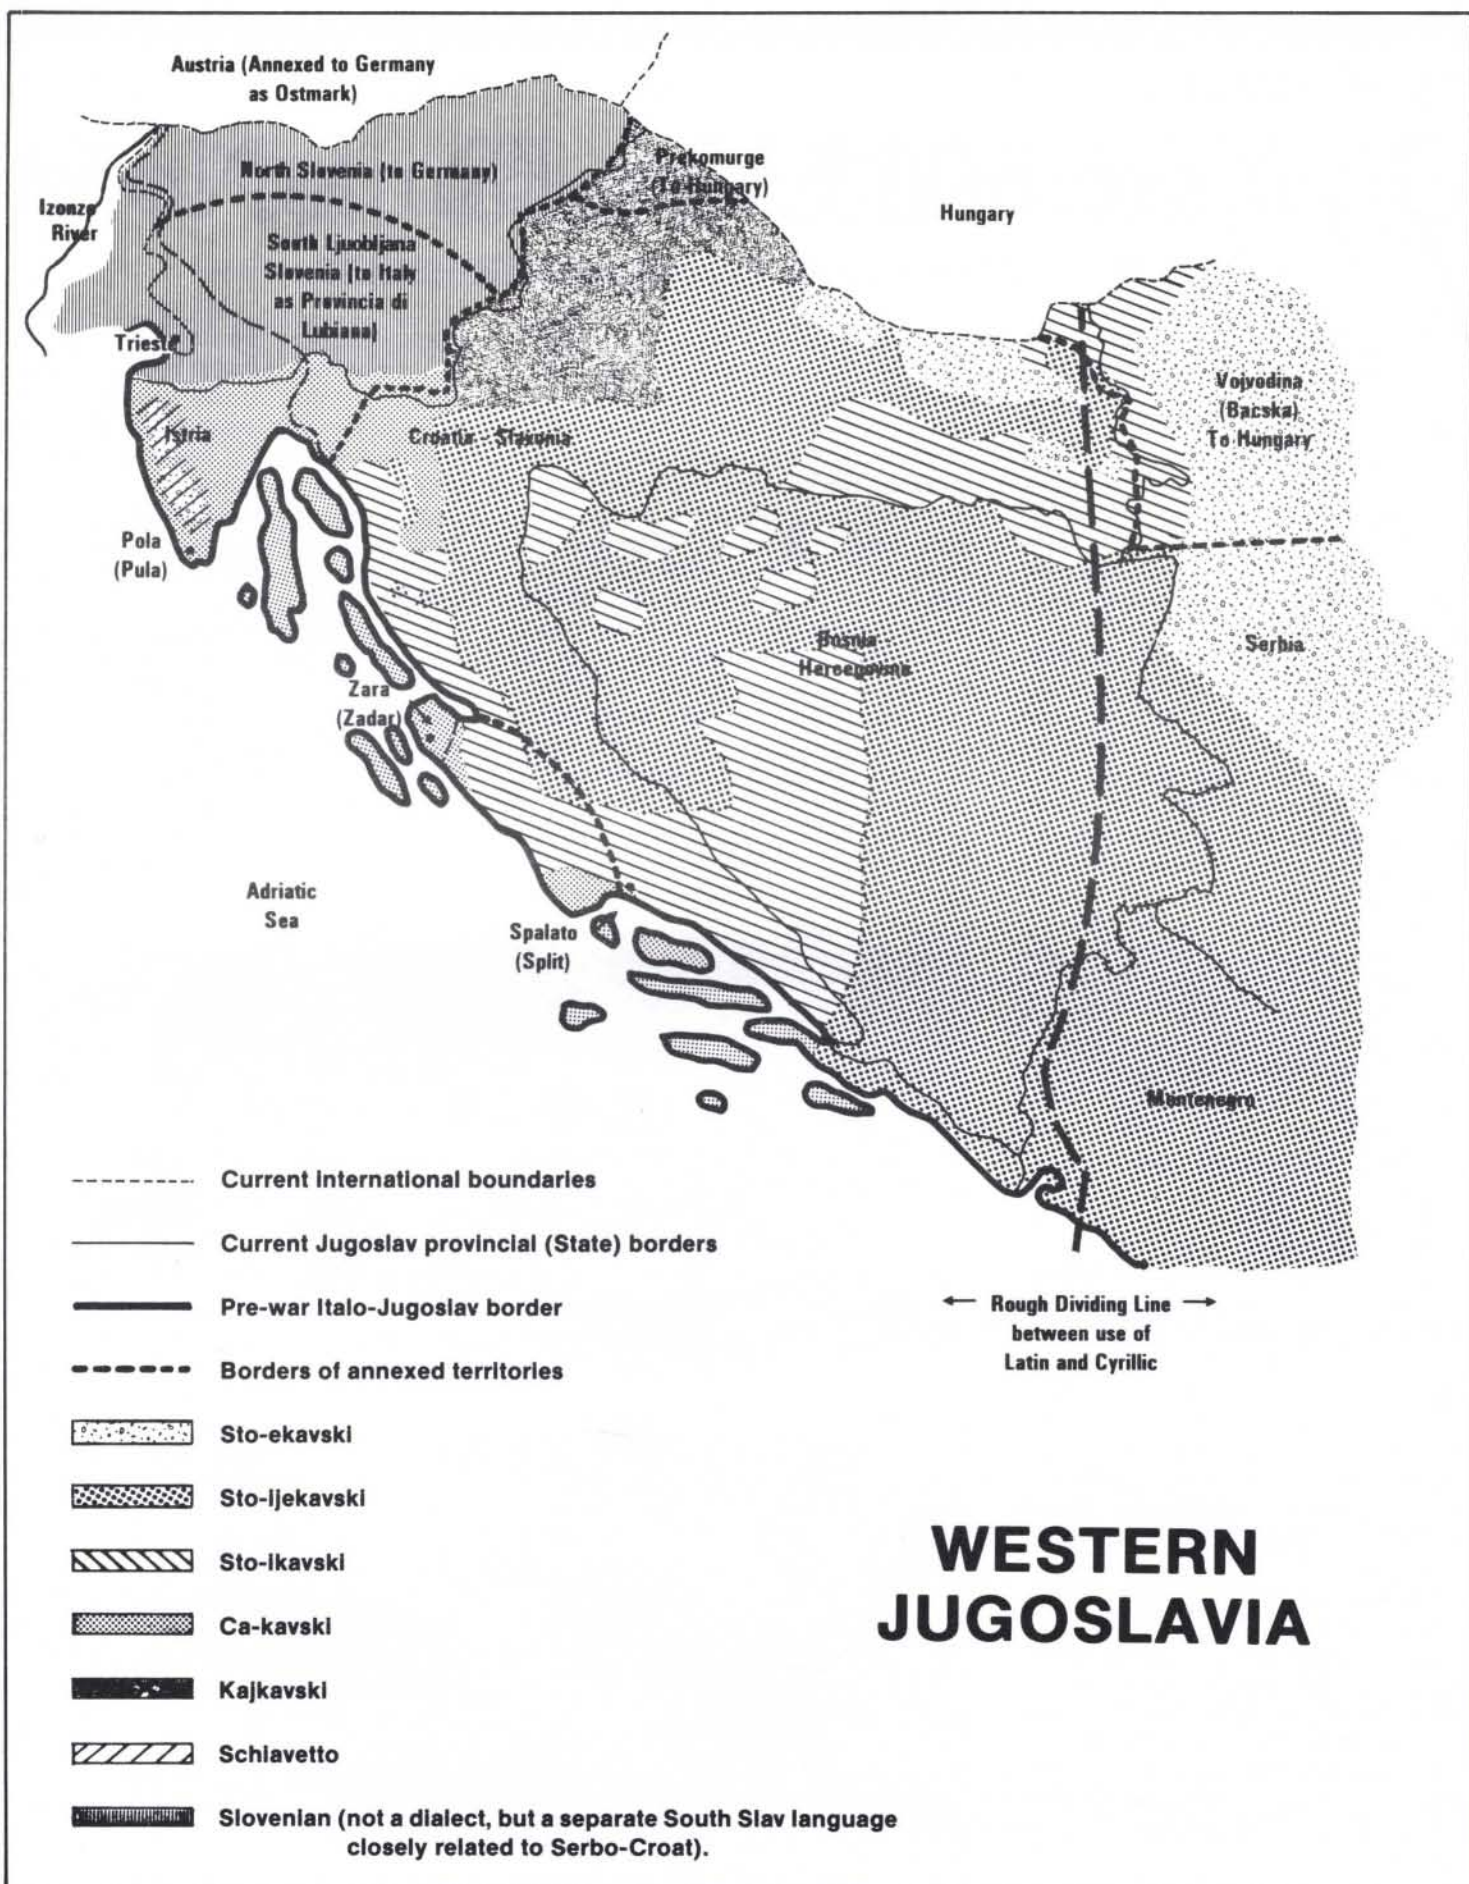 Austria (Annexed to Germany
as Ostmark)
North Slovenia (to Germany)
Prekomurge
(To Hungary)
Izonzo
River
Hungary
South Ljuobljana
Slovenia (to Italy
as Provincia di
Lubiana)
Trieste
Vojvodina
(Bacska)
To Hungary
Istria
Croatia - Slavonia
Pola
(Pula)
Bosnia -
Hercegovina
Serbia
Zara
(Zadar)
Adriatic
Sea
Spalato
(Split)
Montenegro
Current international boundaries
Current Jugoslav provincial (State) borders
Pre-war Italo-Jugoslav border
Borders of annexed territories
Sto-ekavski
Sto-ijekavski
Sto-ikavski
Ca-kavski
Kajkavski
Schiavetto
Slovenian (not a dialect, but a separate South Slav language
closely related to Serbo-Croat).
← Rough Dividing Line →
between use of
Latin and Cyrillic
WESTERN
JUGOSLAVIA